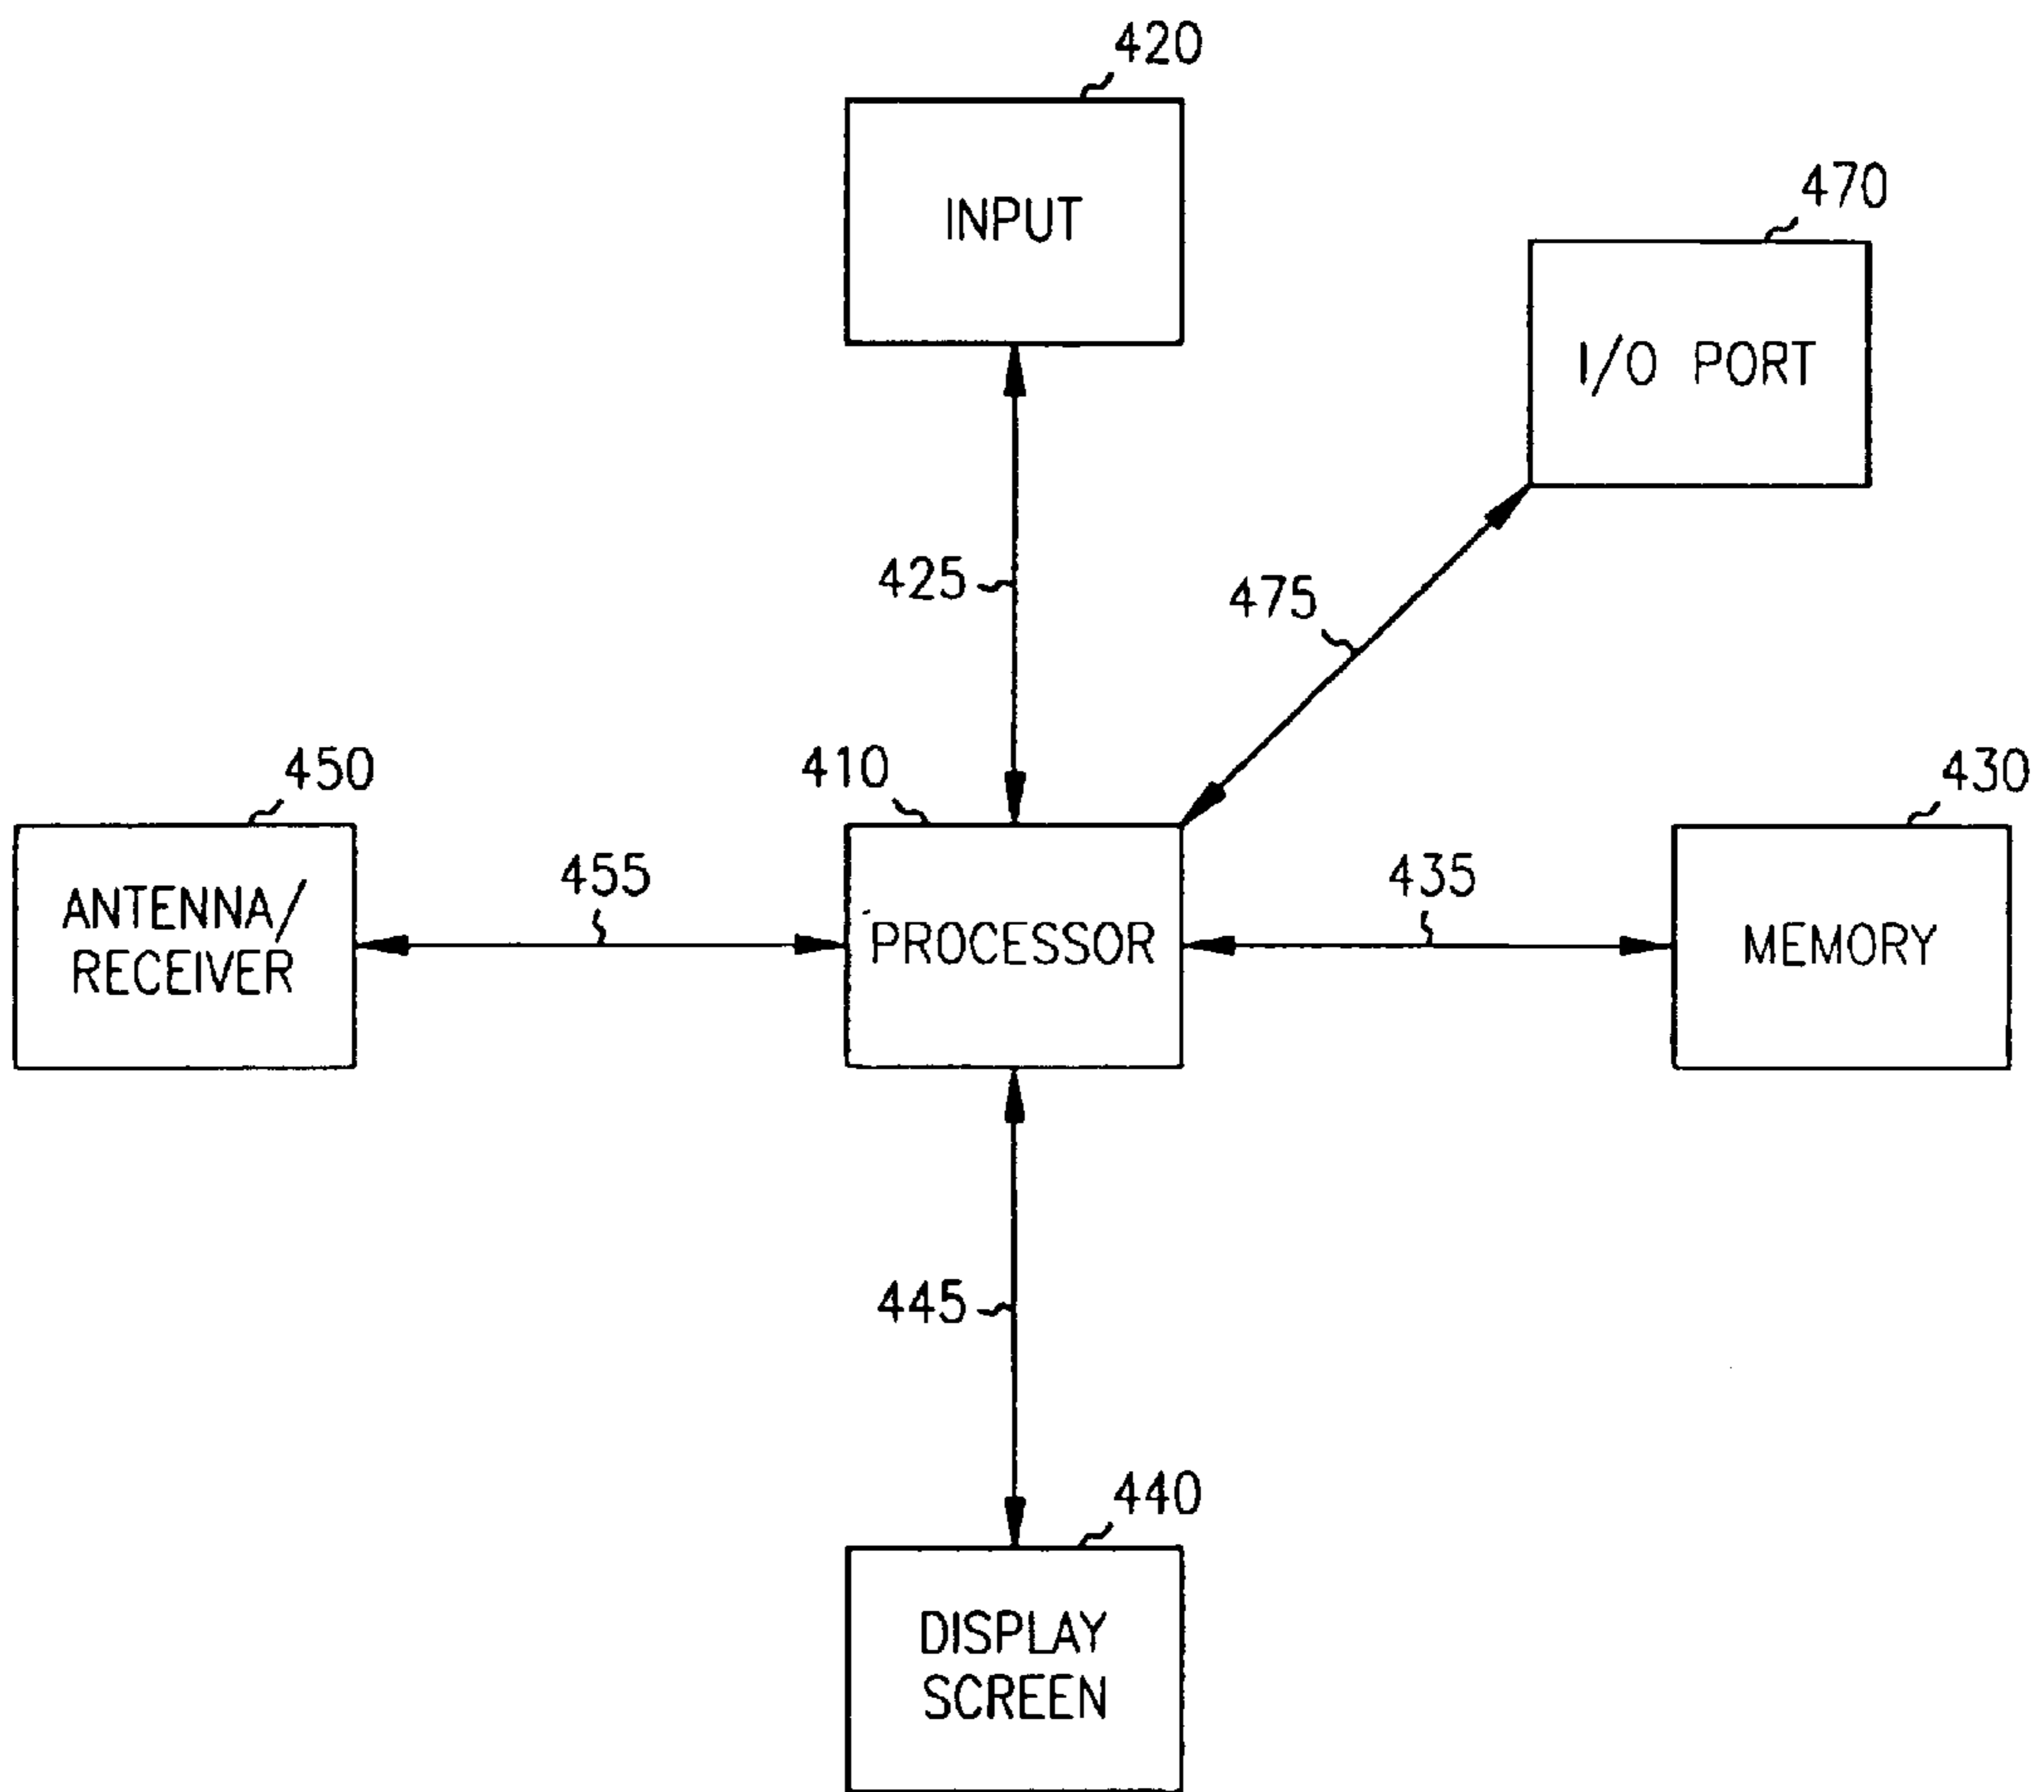 420
INPUT
470
I/O PORT
425
475
450
410
430
ANTENNA/
RECEIVER
455
PROCESSOR
435
MEMORY
445
440
DISPLAY
SCREEN